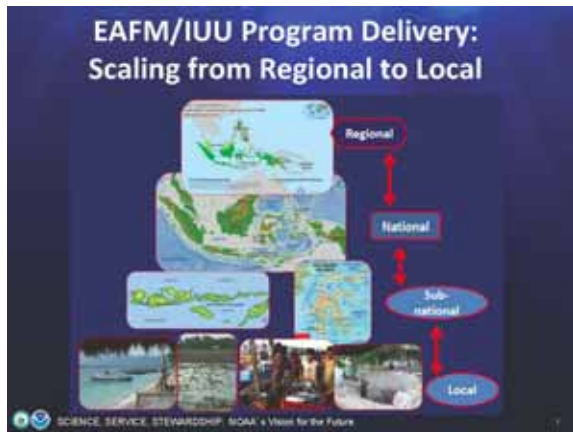 EAFM/IUU Program Delivery:
Scaling from Regional to Local
Regional
National
Sub-
national
Local
SCIENCE, SERVICE, STEWARDSHIP; NOAA's Vision for the Future